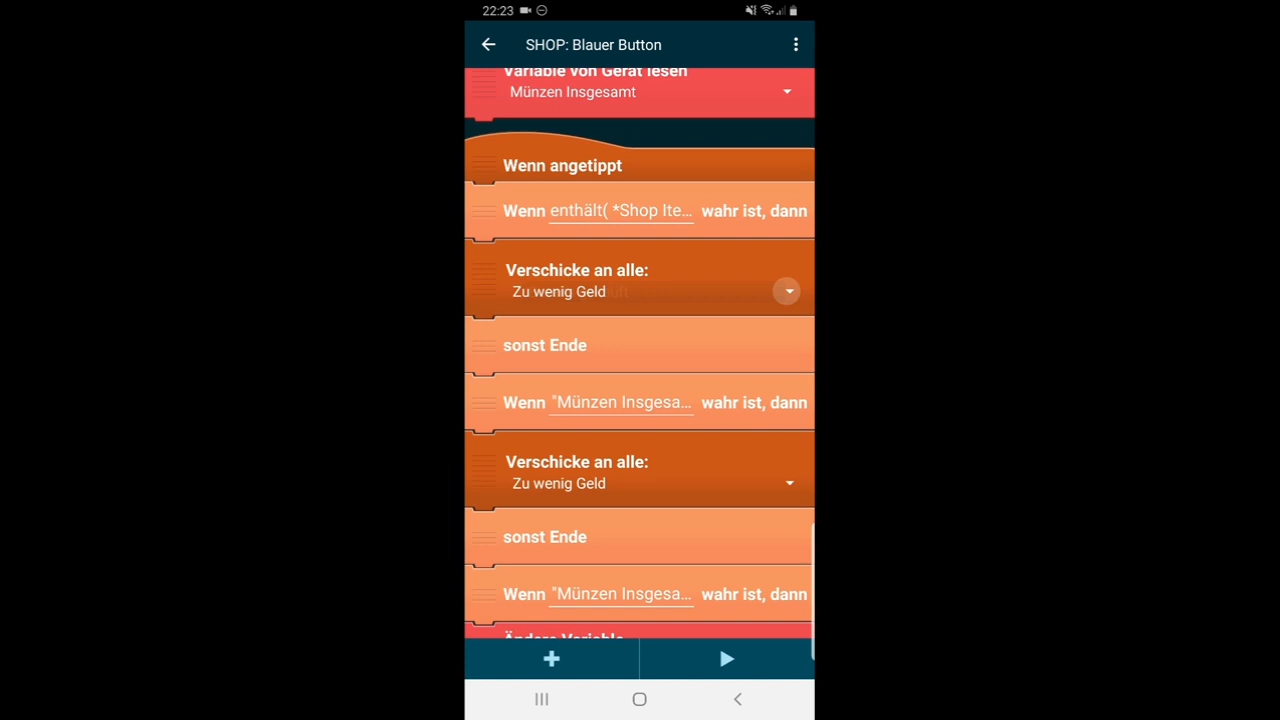 22:23
SHOP: Blauer Button
Variable von Gerät lesen
Münzen Insgesamt
Wenn angetippt
Wenn enthält( *Shop Ite… wahr ist, dann
Verschicke an alle:
Zu wenig Geld
sonst Ende
Wenn "Münzen Insgesa… wahr ist, dann
Verschicke an alle:
Zu wenig Geld
sonst Ende
Wenn "Münzen Insgesa… wahr ist, dann
Ändere Variable